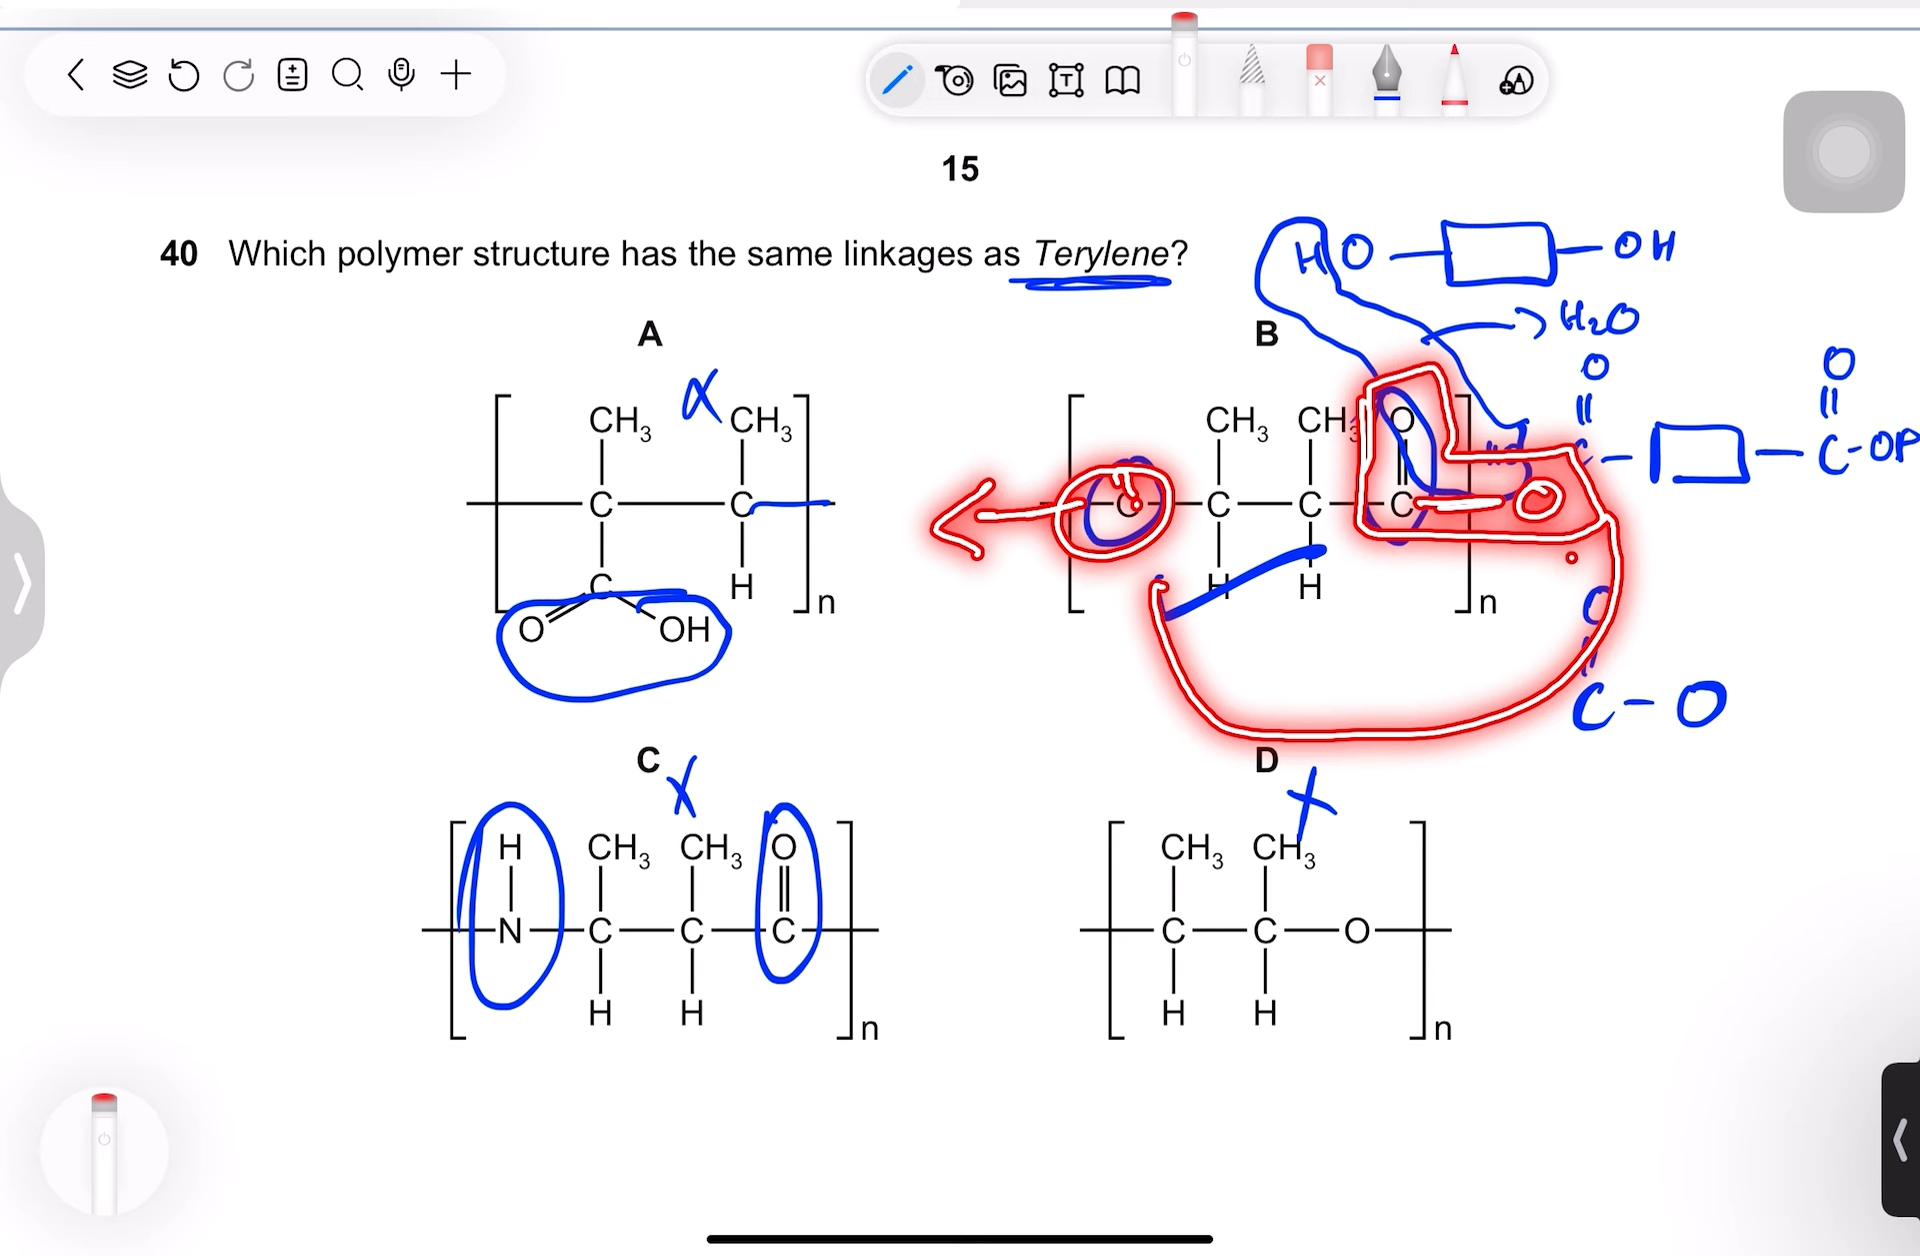 15
40 Which polymer structure has the same linkages as Terylene?
HO OH
H2O
A
B
O O
CH3 CH3
CH3 CH3 O
C C-OH
C C
O C C C O
H
H H
C
O OH
n
n
O
C - O
C
D
H CH3 CH3 O
CH3 CH3
N C C C
C C O
H H
H H
n
n